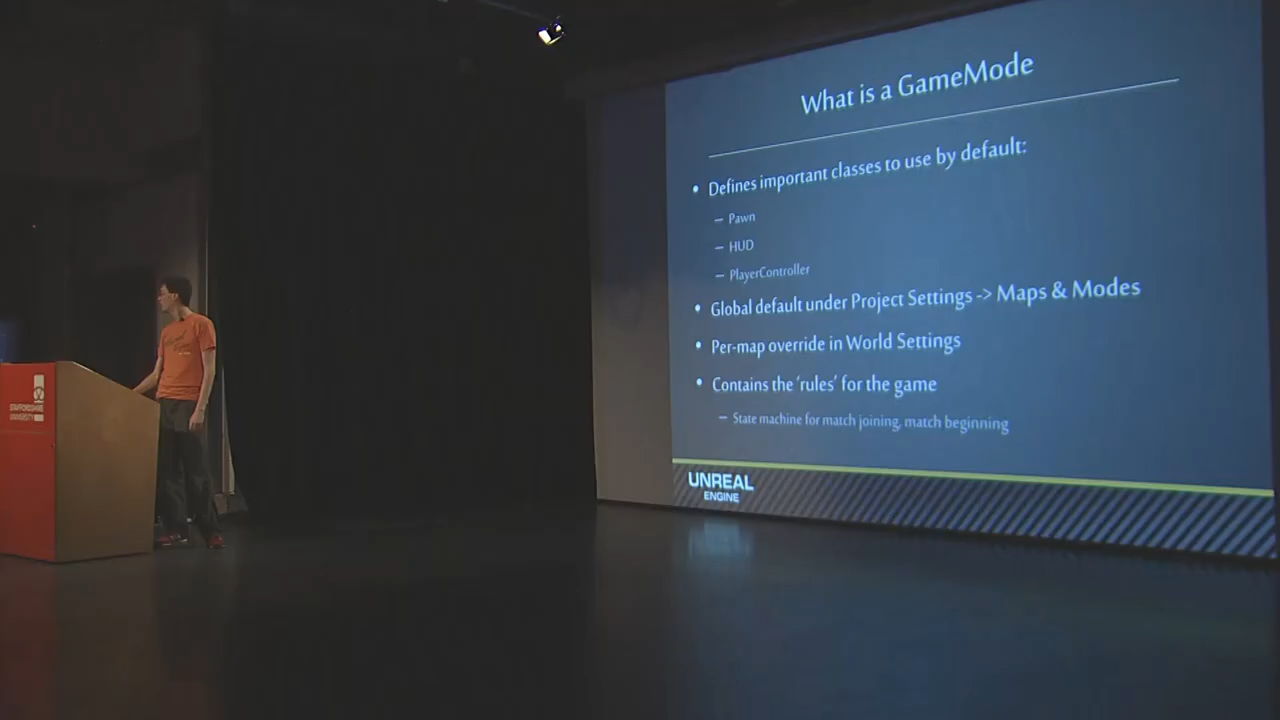 What is a GameMode
• Defines important classes to use by default:
– Pawn
– HUD
– PlayerController
• Global default under Project Settings -> Maps & Modes
• Per-map override in World Settings
• Contains the 'rules' for the game
– State machine for match joining, match beginning
UNREAL
ENGINE
STAFFORDSHIRE
UNIVERSITY